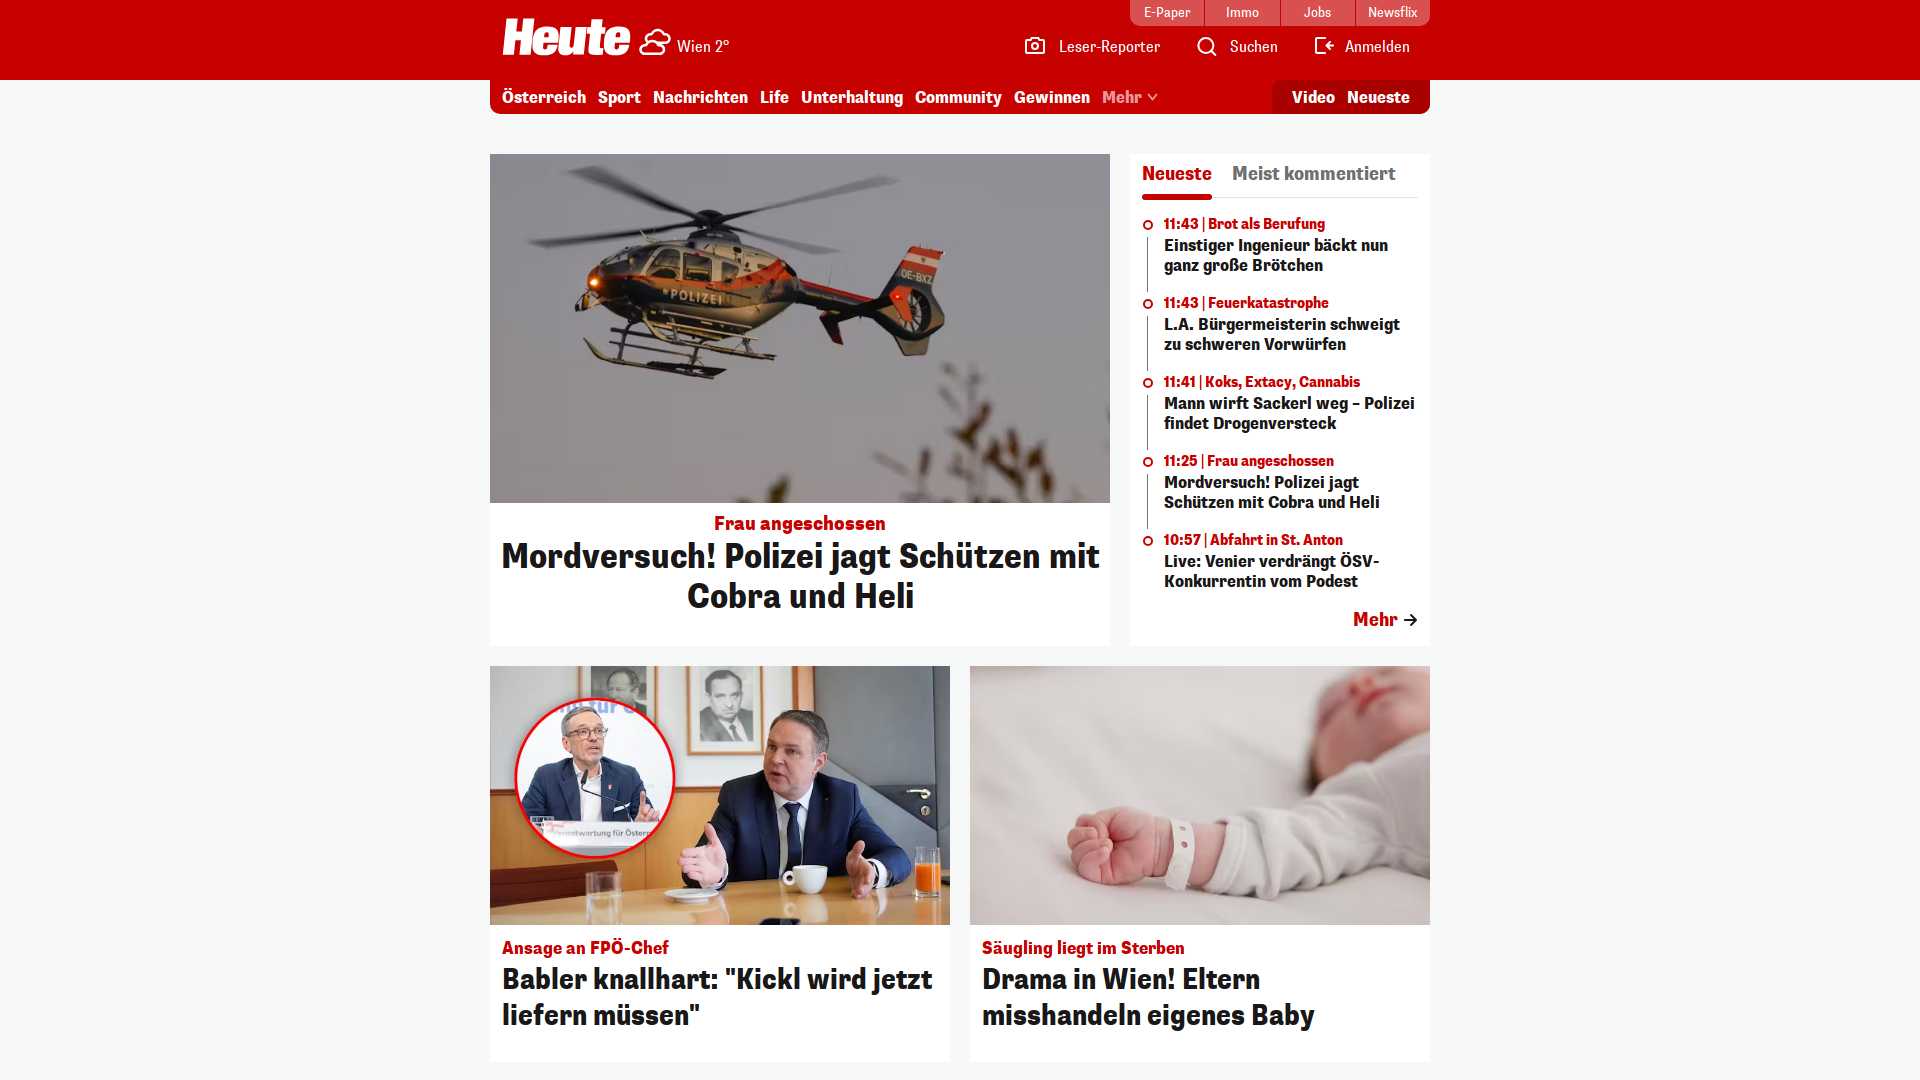 E-Paper
Immo
Jobs
Newsflix
Heute
Wien 2°
Leser-Reporter
Suchen
Anmelden
Österreich
Sport
Nachrichten
Life
Unterhaltung
Community
Gewinnen
Mehr
Video
Neueste
OE-BXZ
POLIZEI
Frau angeschossen
Mordversuch! Polizei jagt Schützen mit
Cobra und Heli
Neueste
Meist kommentiert
11:43 | Brot als Berufung
Einstiger Ingenieur bäckt nun
ganz große Brötchen
11:43 | Feuerkatastrophe
L.A. Bürgermeisterin schweigt
zu schweren Vorwürfen
11:41 | Koks, Extacy, Cannabis
Mann wirft Sackerl weg – Polizei
findet Drogenversteck
11:25 | Frau angeschossen
Mordversuch! Polizei jagt
Schützen mit Cobra und Heli
10:57 | Abfahrt in St. Anton
Live: Venier verdrängt ÖSV-
Konkurrentin vom Podest
Mehr
für
Ansage an FPÖ-Chef
Babler knallhart: "Kickl wird jetzt
liefern müssen"
Säugling liegt im Sterben
Drama in Wien! Eltern
misshandeln eigenes Baby